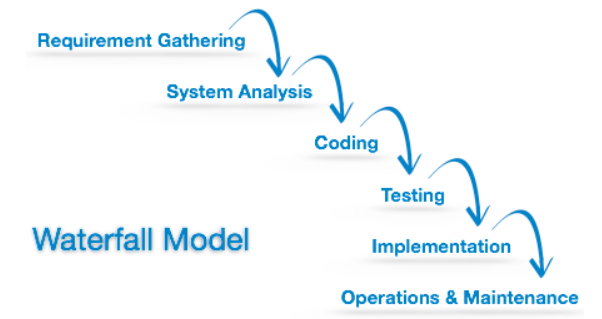 Requirement Gathering
System Analysis
Coding
Testing
Waterfall Model
Implementation
Operations & Maintenance